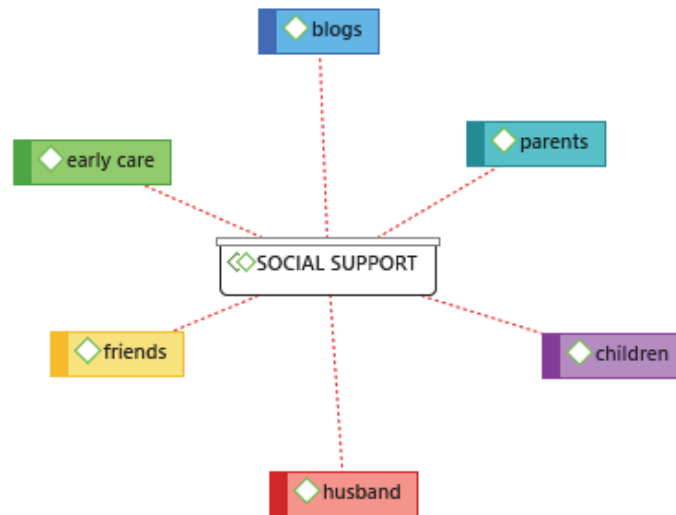 blogs
parents
early care
SOCIAL SUPPORT
friends
children
husband